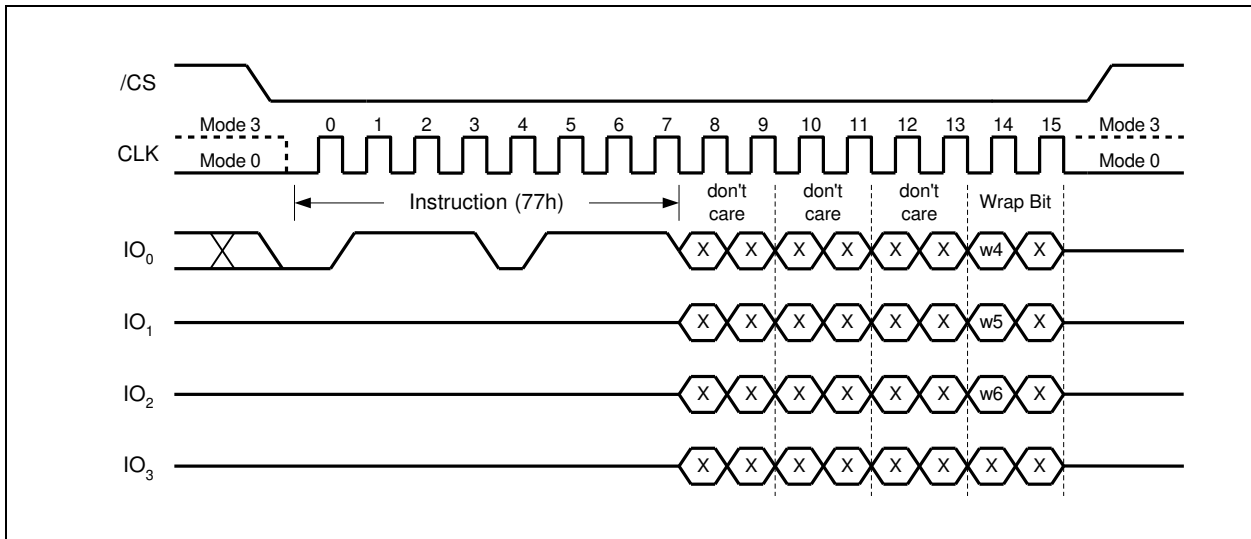 /CS
Mode 3 0 1 2 3 4 5 6 7 8 9 10 11 12 13 14 15 Mode 3
CLK
Mode 0 Mode 0
Instruction (77h) don't care don't care don't care Wrap Bit
IO0 X X X X X X w4 X
IO1 X X X X X X w5 X
IO2 X X X X X X w6 X
IO3 X X X X X X X X